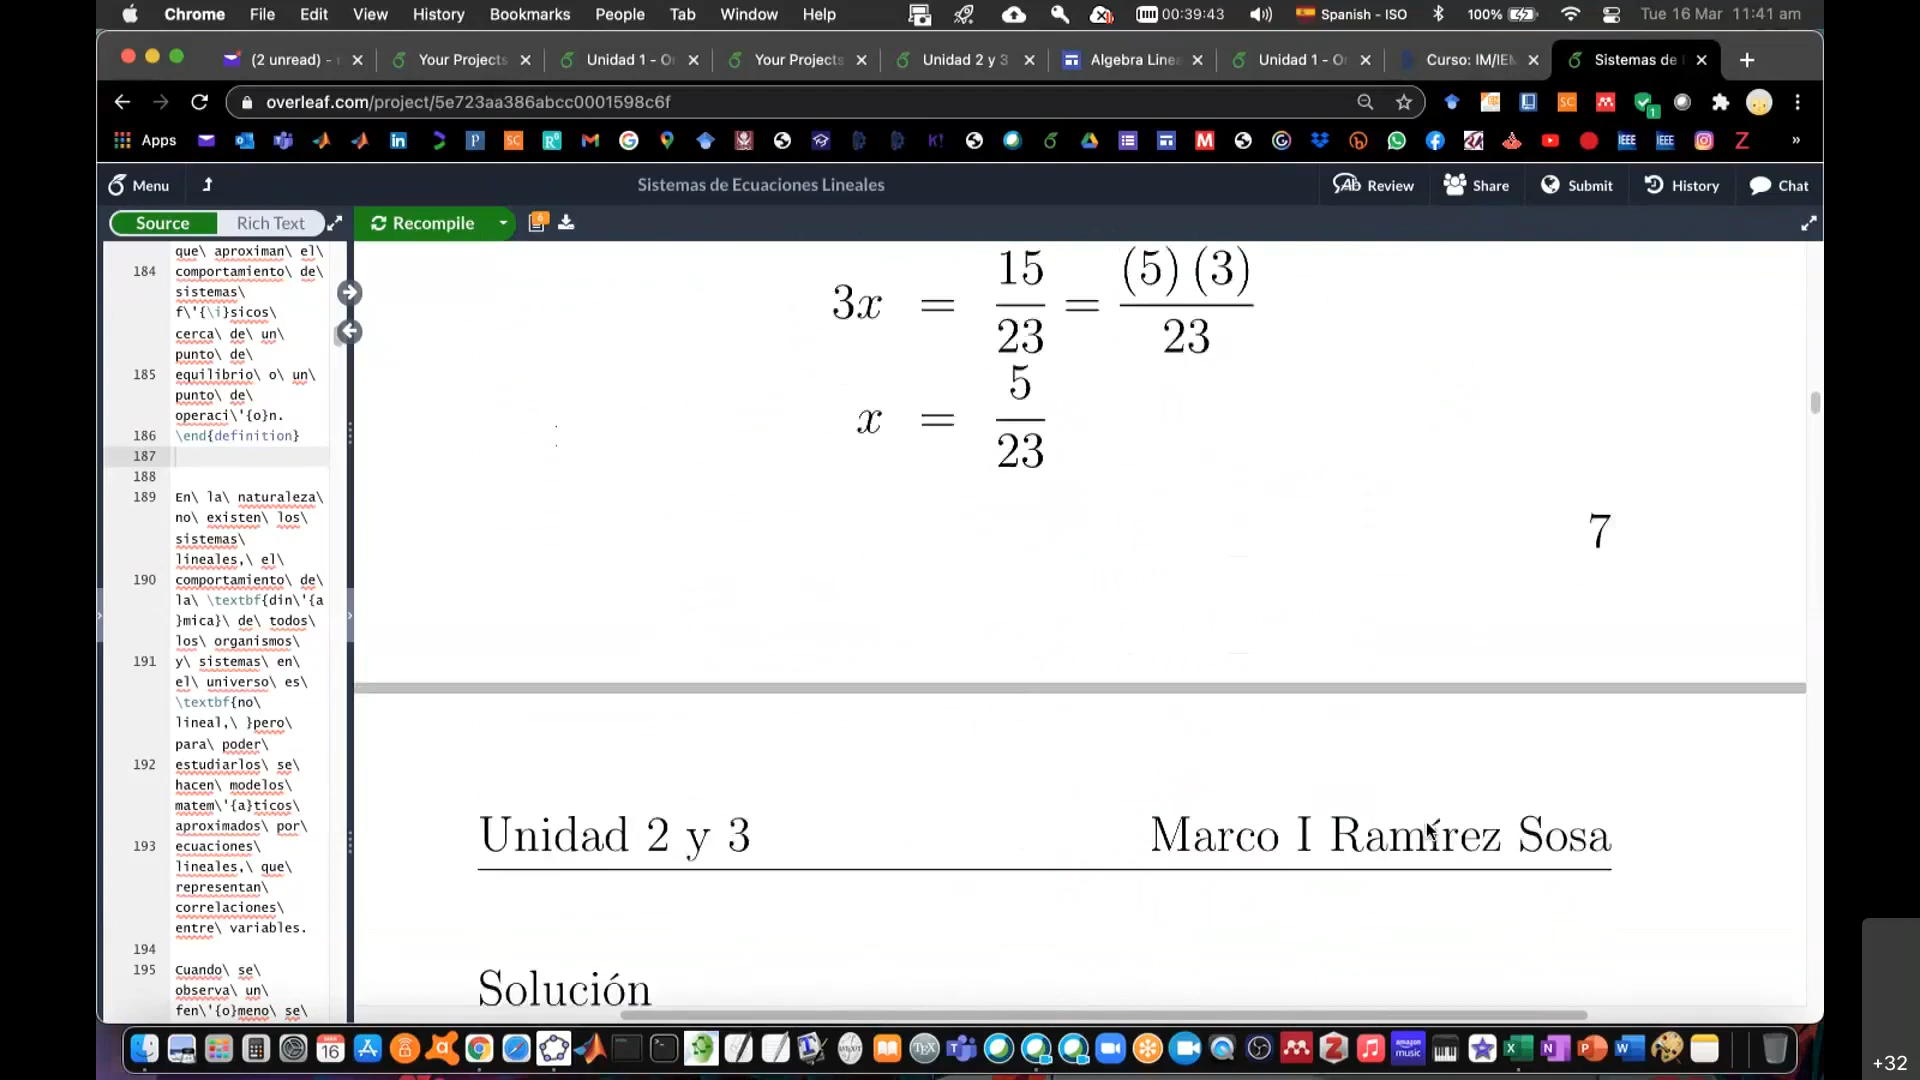 Chrome File Edit View History Bookmarks People Tab Window Help 00:39:43 Spanish - ISO 100% Tue 16 Mar 11:41 am
(2 unread) - Your Projects Unidad 1 - O Your Projects Unidad 2 y 3 Algebra Linea Unidad 1 - O Curso: IM/IEM Sistemas de
overleaf.com/project/5e723aa386abcc0001598c6f
Apps
Menu Sistemas de Ecuaciones Lineales Review Share Submit History Chat
Source Rich Text Recompile 6
que\ aproximan\ el\
184 comportamiento\ de\
sistemas\
f\'{\i}sicos\
cerca\ de\ un\
punto\ de\
185 equilibrio\ o\ un\
punto\ de\
operaci\'{o}n.
186 \end{definition}
187
188
189 En\ la\ naturaleza\
no\ existen\ los\
sistemas\
lineales,\ el\
190 comportamiento\ de\
la\ \textbf{din\'{a
}mica}\ de\ todos\
los\ organismos\
191 y\ sistemas\ en\
el\ universo\ es\
\textbf{no\
lineal,\ }pero\
para\ poder\
192 estudiarlos\ se\
hacen\ modelos\
matem\'{a}ticos\
aproximados\ por\
193 ecuaciones\
lineales,\ que\
representan\
correlaciones\
entre\ variables.
194
195 Cuando\ se\
observa\ un\
fen\'{o}meno\ se\
3x = 15/23 = (5)(3)/23
x = 5/23
7
Unidad 2 y 3 Marco I Ramírez Sosa
Solución
+32